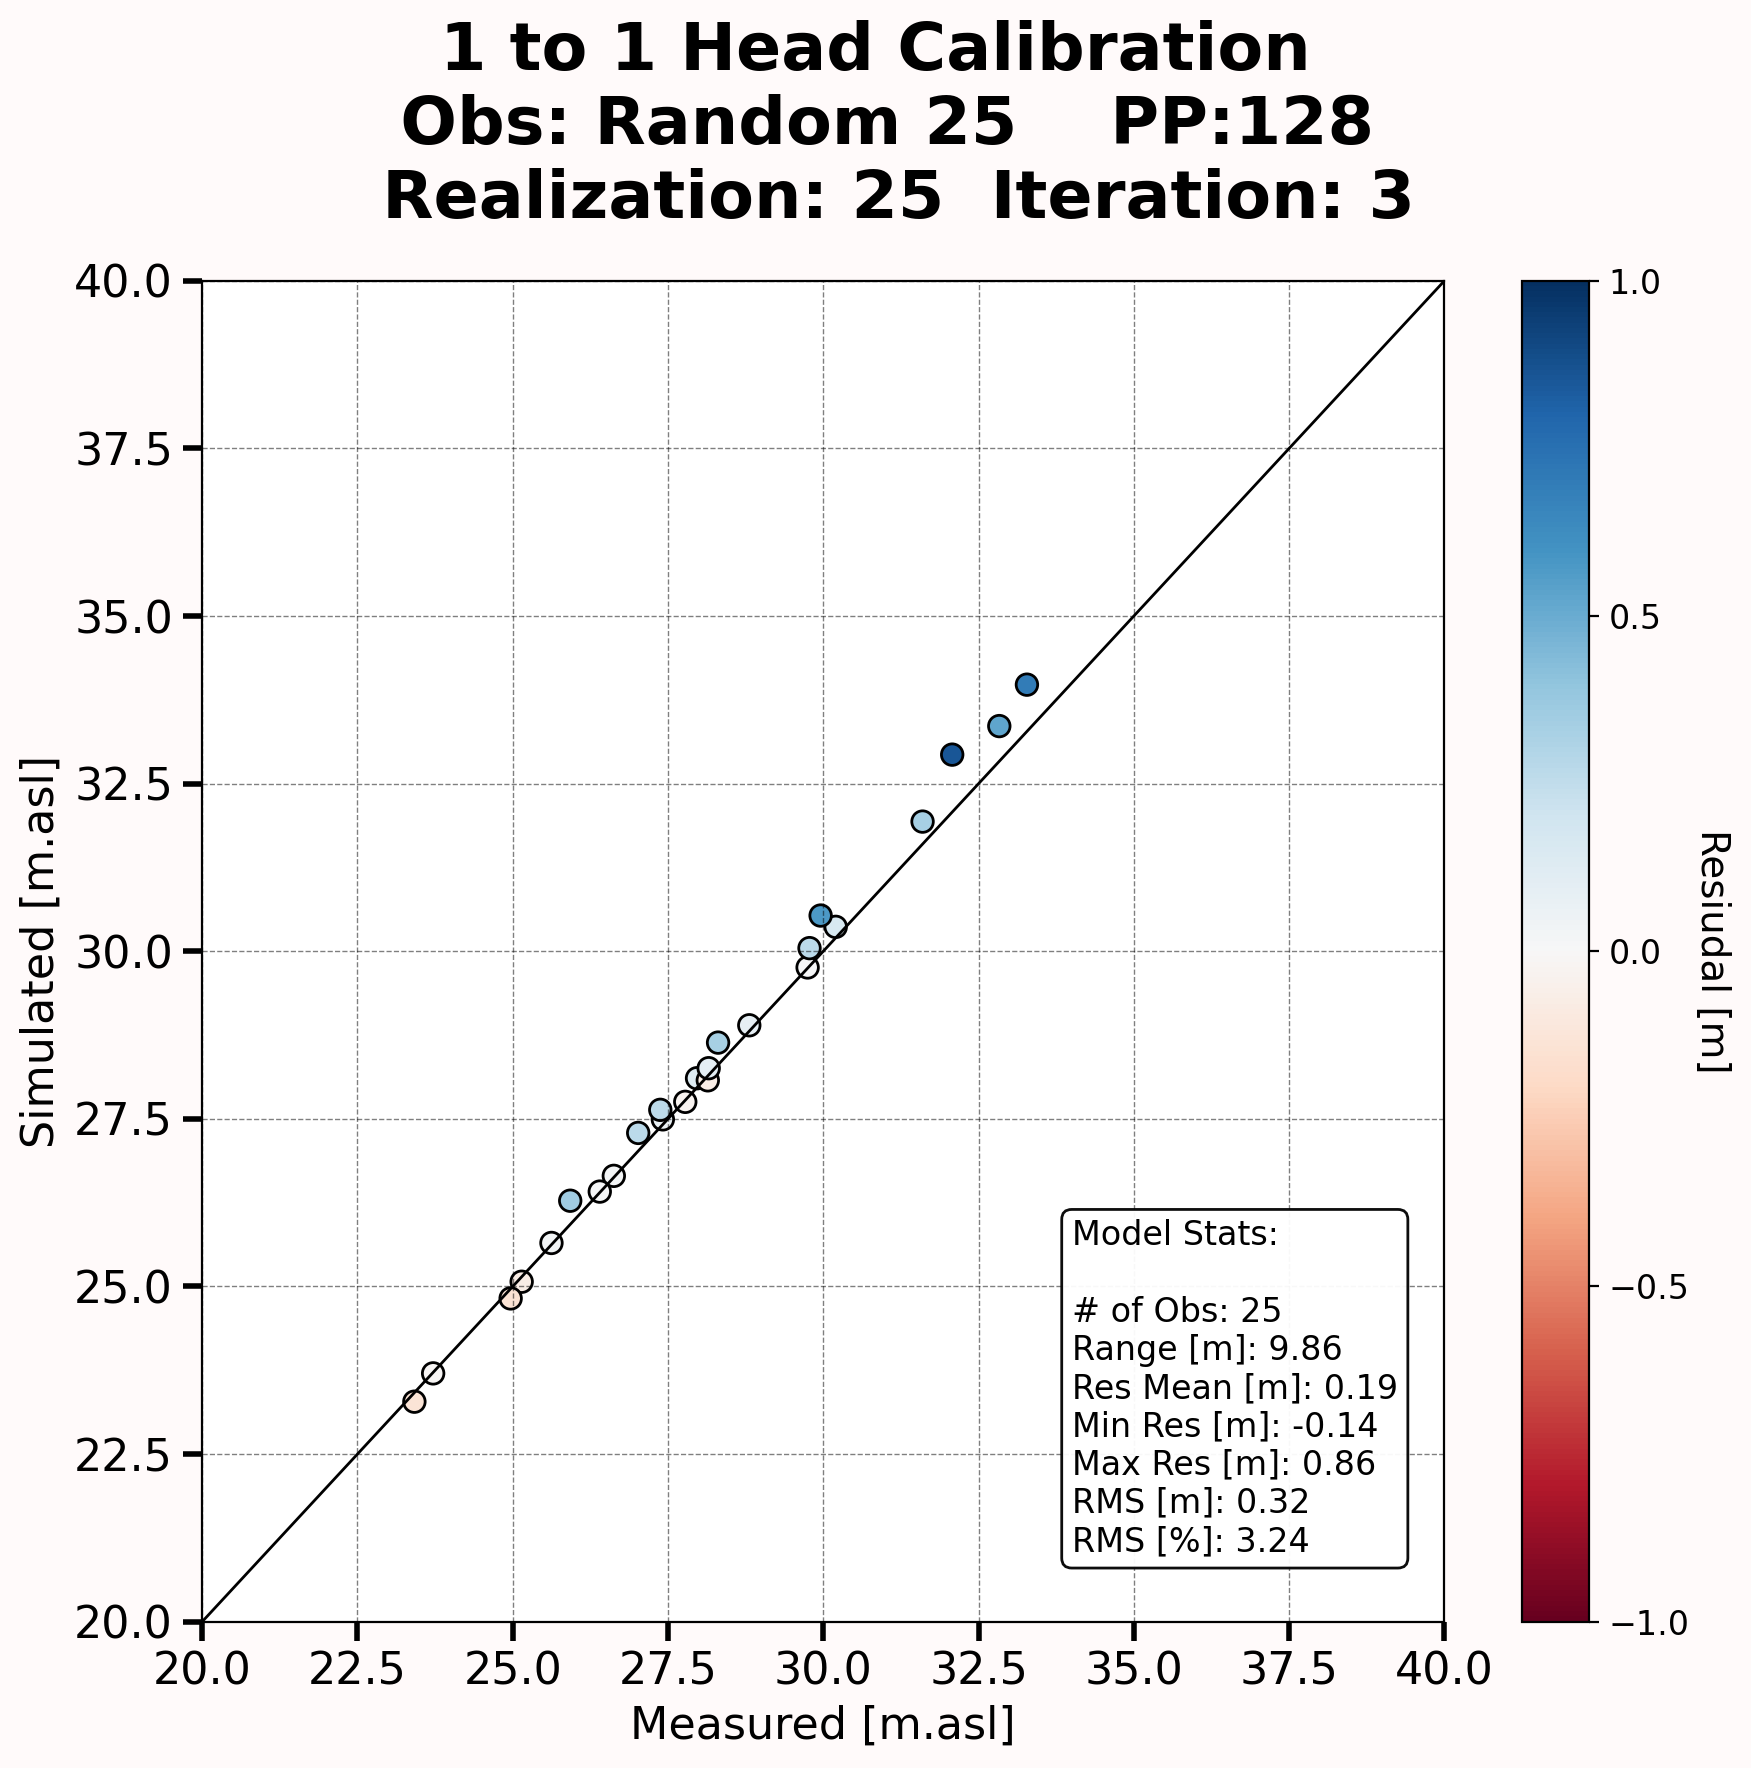 1 to 1 Head Calibration
Obs: Random 25    PP:128
Realization: 25  Iteration: 3
40.0
37.5
35.0
32.5
30.0
27.5
25.0
22.5
20.0
Simulated [m.asl]
20.0 22.5 25.0 27.5 30.0 32.5 35.0 37.5 40.0
Measured [m.asl]
Model Stats:
# of Obs: 25
Range [m]: 9.86
Res Mean [m]: 0.19
Min Res [m]: -0.14
Max Res [m]: 0.86
RMS [m]: 0.32
RMS [%]: 3.24
1.0
0.5
0.0
−0.5
−1.0
Resiudal [m]